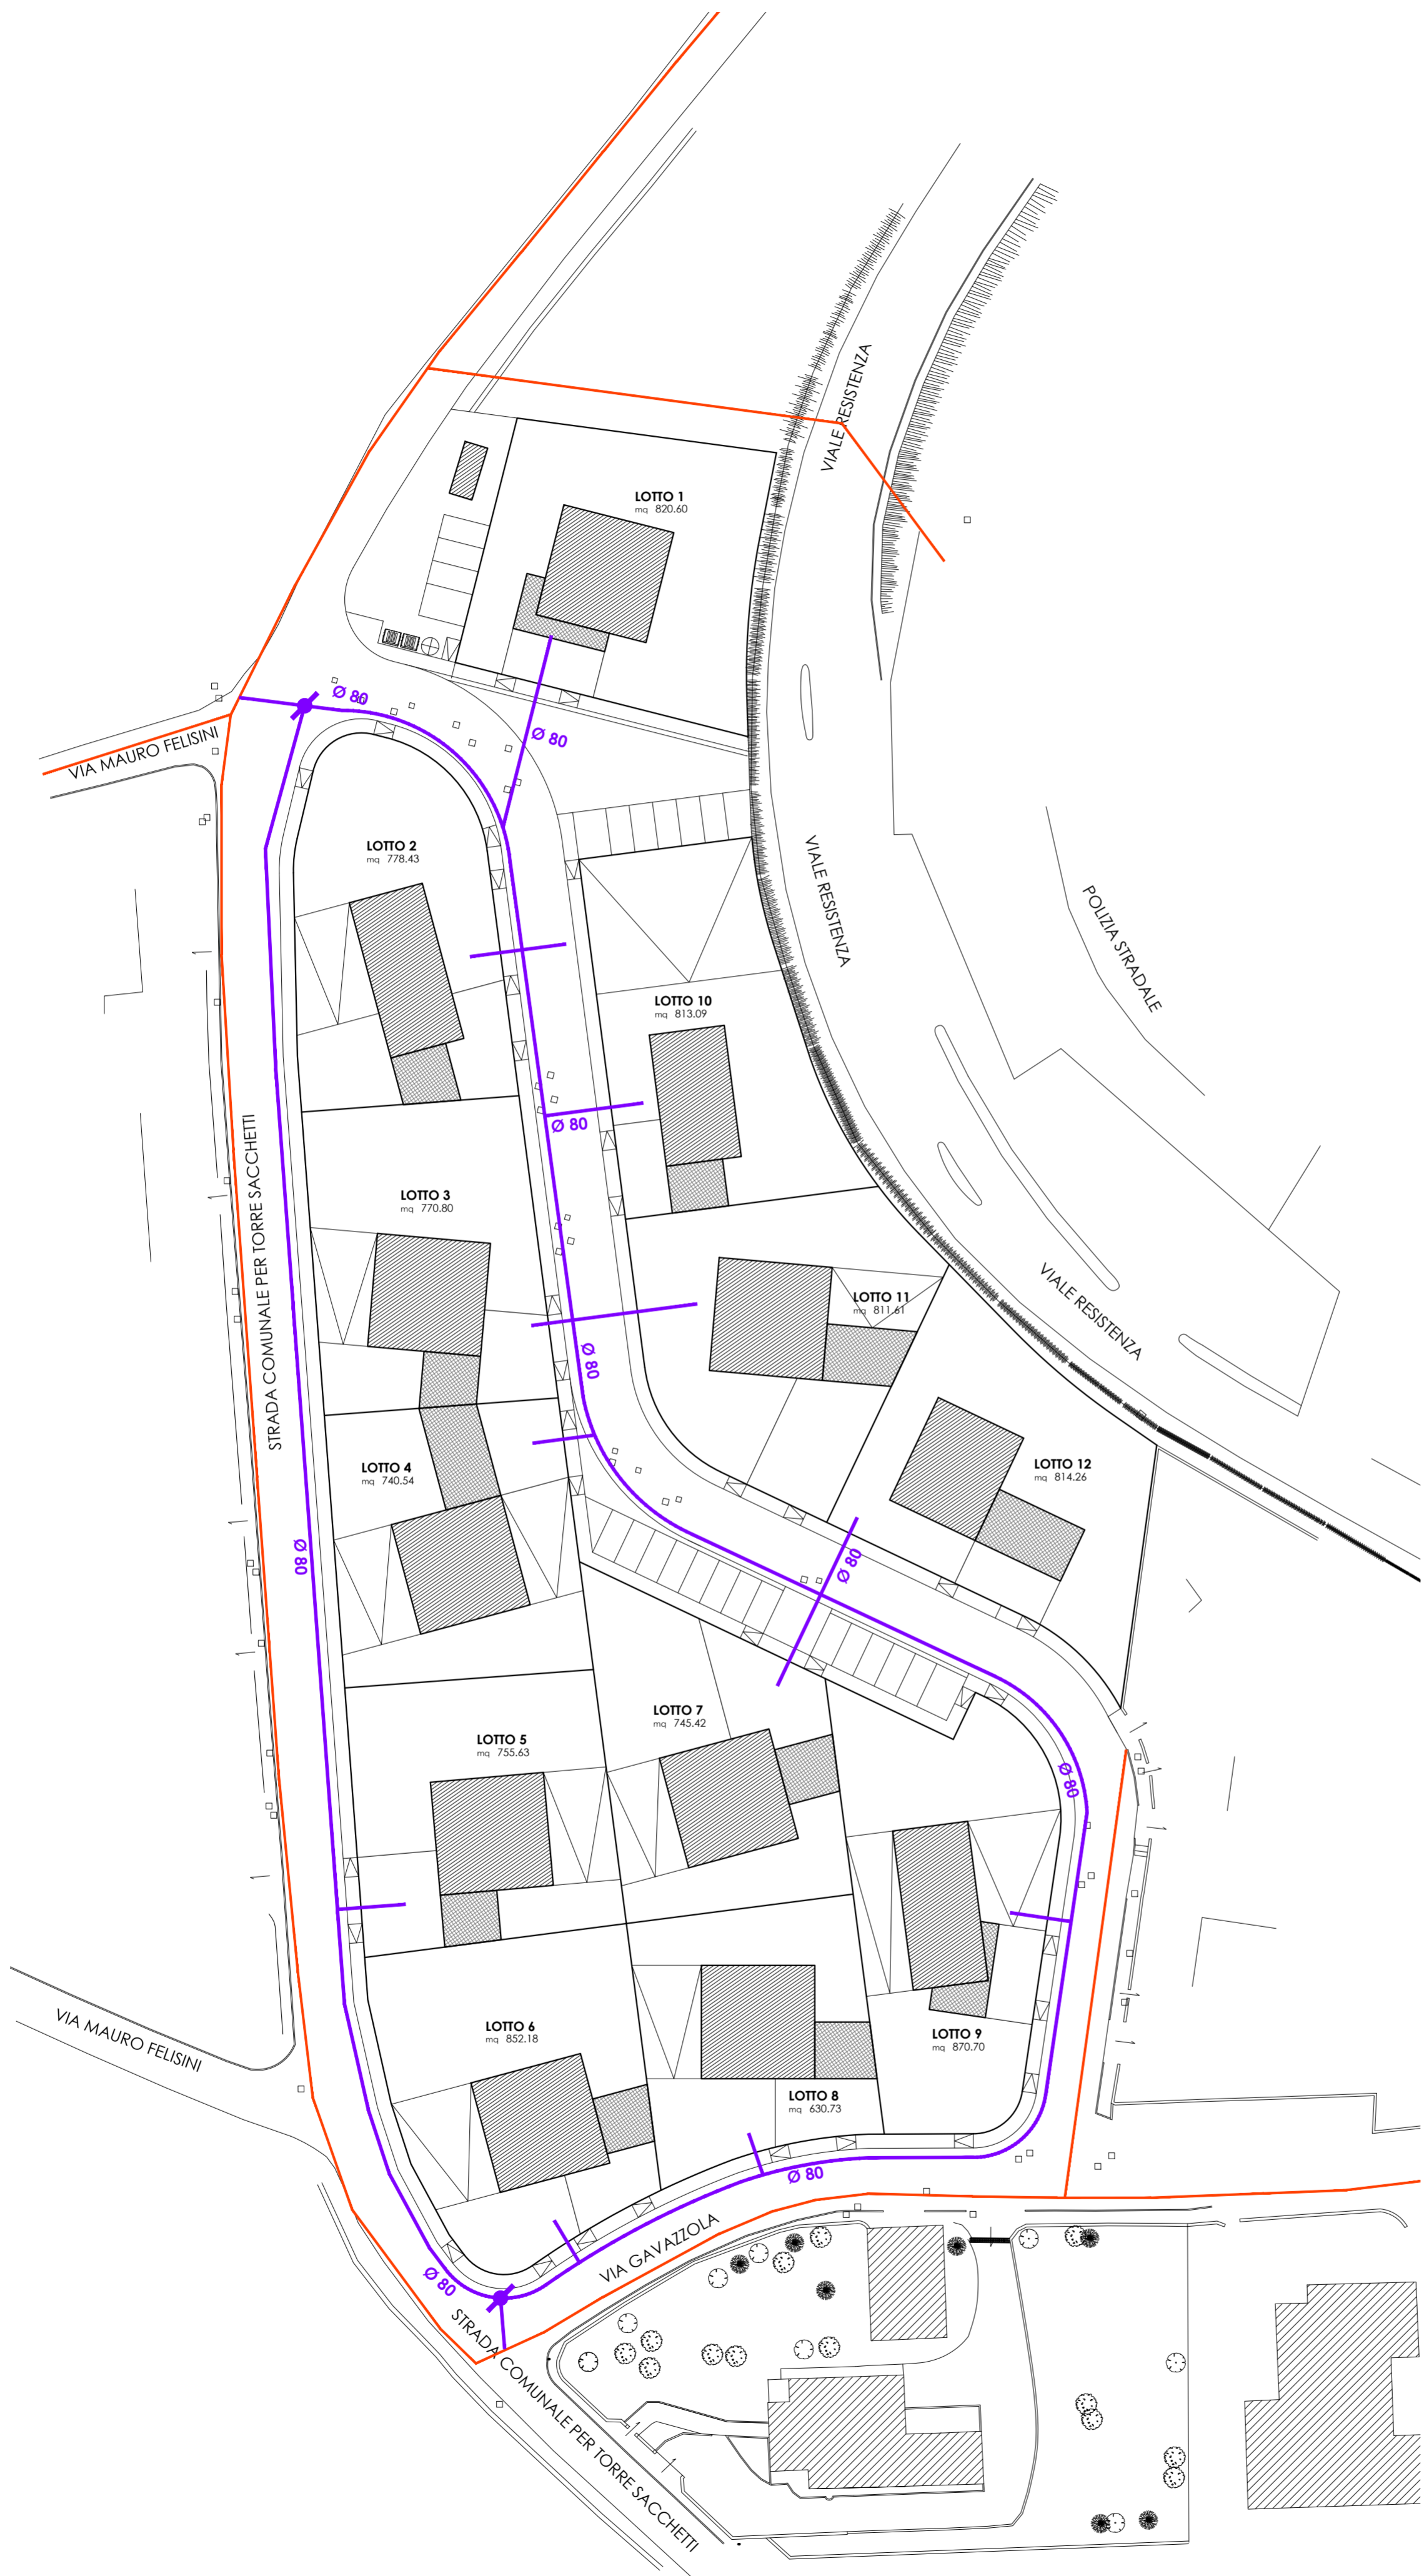 VIALE RESISTENZA
LOTTO 1
mq 820.60
Ø 80
Ø 80
VIA MAURO FELISINI
LOTTO 2
mq 778.43
VIALE RESISTENZA
POLIZIA STRADALE
LOTTO 10
mq 813.09
Ø 80
STRADA COMUNALE PER TORRE SACCHETTI
LOTTO 3
mq 770.80
LOTTO 11
mq 811.61
VIALE RESISTENZA
Ø 80
LOTTO 4
mq 740.54
LOTTO 12
mq 814.26
Ø 80
Ø 80
LOTTO 7
mq 745.42
LOTTO 5
mq 755.63
Ø 80
LOTTO 6
mq 852.18
LOTTO 9
mq 870.70
VIA MAURO FELISINI
LOTTO 8
mq 630.73
Ø 80
VIA GAVAZZOLA
Ø 80
STRADA COMUNALE PER TORRE SACCHETTI